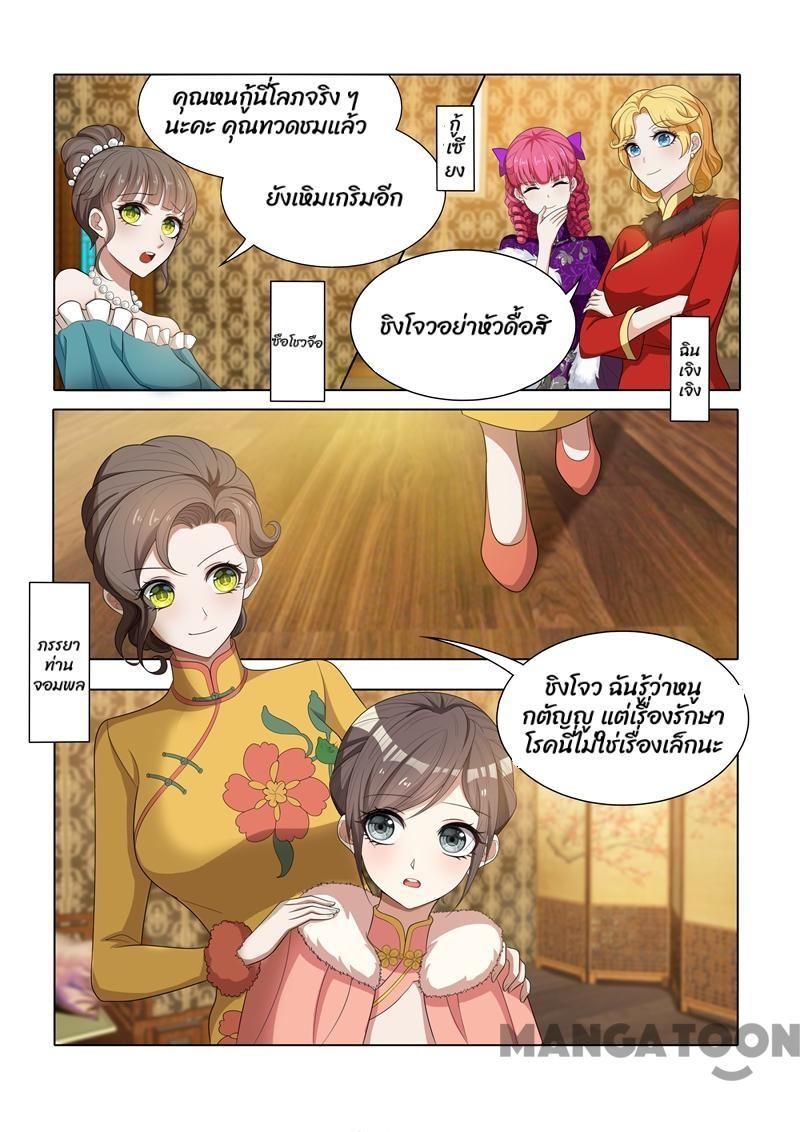 คุณหนูกู้นี่โลภจริง ๆ
นะคะ คุณทวดชมแล้ว
ยังเหิมเกริมอีก
กู้
เซี
ยง
ซือโชวจือ
ชิงโจวอย่าหัวดื้อสิ
ฉิน
เจิง
เจิง
ภรรยา
ท่าน
จอมพล
ชิงโจว ฉันรู้ว่าหนู
กตัญญู แต่เรื่องรักษา
โรคนี่ไม่ใช่เรื่องเล็กนะ
MANGATOON